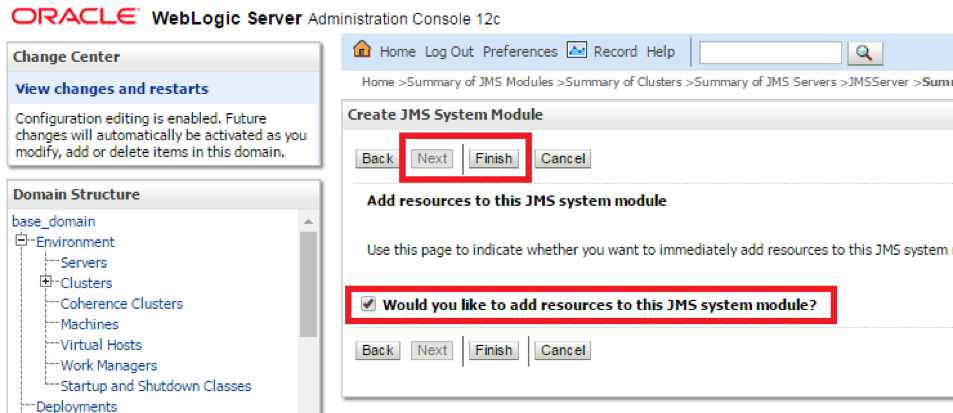 ORACLE WebLogic Server Administration Console 12c
Change Center
View changes and restarts
Configuration editing is enabled. Future
changes will automatically be activated as you
modify, add or delete items in this domain.
Domain Structure
base_domain
Environment
Servers
Clusters
Coherence Clusters
Machines
Virtual Hosts
Work Managers
Startup and Shutdown Classes
Deployments
Home Log Out Preferences Record Help
Home >Summary of JMS Modules >Summary of Clusters >Summary of JMS Servers >JMSServer >Summ
Create JMS System Module
Back Next Finish Cancel
Add resources to this JMS system module
Use this page to indicate whether you want to immediately add resources to this JMS system
Would you like to add resources to this JMS system module?
Back Next Finish Cancel